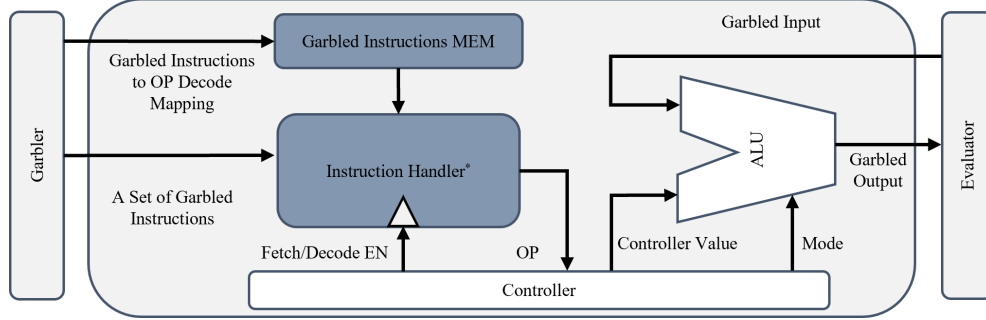 Garbled Input
Garbled Instructions MEM
Garbled Instructions
to OP Decode
Mapping
Garbler
Instruction Handler*
ALU
Garbled
Output
Evaluator
A Set of Garbled
Instructions
Fetch/Decode EN
OP
Controller Value
Mode
Controller